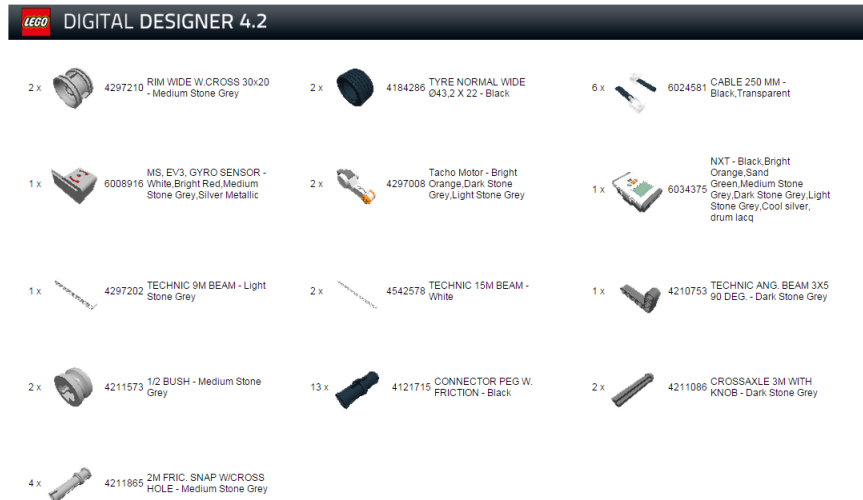 LEGO DIGITAL DESIGNER 4.2
2 x 4297210 RIM WIDE W.CROSS 30x20
- Medium Stone Grey
2 x 4184286 TYRE NORMAL WIDE
Ø43,2 X 22 - Black
6 x 6024581 CABLE 250 MM -
Black,Transparent
1 x 6008916 MS, EV3, GYRO SENSOR -
White,Bright Red,Medium
Stone Grey,Silver Metallic
2 x 4297008 Tacho Motor - Bright
Orange,Dark Stone
Grey,Light Stone Grey
1 x 6034375 NXT - Black,Bright
Orange,Sand
Green,Medium Stone
Grey,Dark Stone Grey,Light
Stone Grey,Cool silver,
drum lacq
1 x 4297202 TECHNIC 9M BEAM - Light
Stone Grey
2 x 4542578 TECHNIC 15M BEAM -
White
1 x 4210753 TECHNIC ANG. BEAM 3X5
90 DEG. - Dark Stone Grey
2 x 4211573 1/2 BUSH - Medium Stone
Grey
13 x 4121715 CONNECTOR PEG W.
FRICTION - Black
2 x 4211086 CROSSAXLE 3M WITH
KNOB - Dark Stone Grey
4 x 4211865 2M FRIC. SNAP W/CROSS
HOLE - Medium Stone Grey